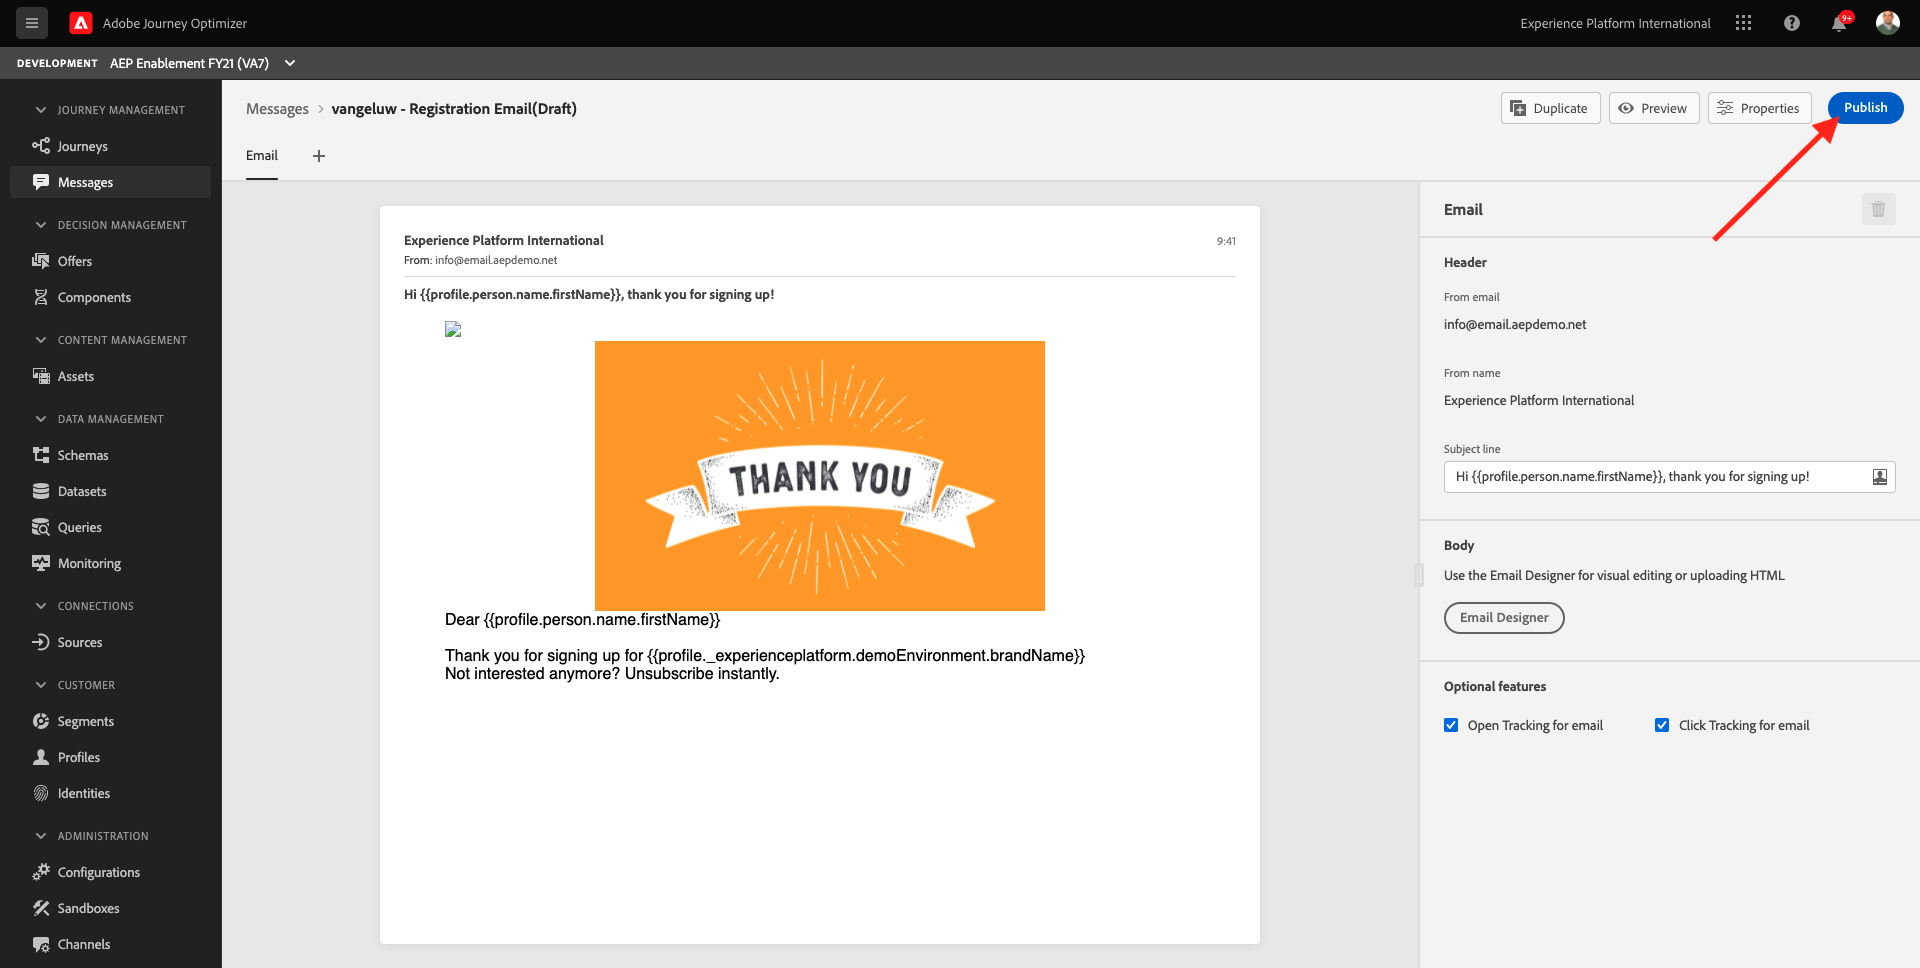 Adobe Journey Optimizer
Experience Platform International
9+
DEVELOPMENT AEP Enablement FY21 (VA7)
JOURNEY MANAGEMENT
Journeys
Messages
DECISION MANAGEMENT
Offers
Components
CONTENT MANAGEMENT
Assets
DATA MANAGEMENT
Schemas
Datasets
Queries
Monitoring
CONNECTIONS
Sources
CUSTOMER
Segments
Profiles
Identities
ADMINISTRATION
Configurations
Sandboxes
Channels
Messages > vangeluw - Registration Email(Draft)
Duplicate
Preview
Properties
Publish
Email +
Experience Platform International
9:41
From: info@email.aepdemo.net
Hi {{profile.person.name.firstName}}, thank you for signing up!
THANK YOU
Dear {{profile.person.name.firstName}}
Thank you for signing up for {{profile._experienceplatform.demoEnvironment.brandName}}
Not interested anymore? Unsubscribe instantly.
Email
Header
From email
info@email.aepdemo.net
From name
Experience Platform International
Subject line
Hi {{profile.person.name.firstName}}, thank you for signing up!
Body
Use the Email Designer for visual editing or uploading HTML
Email Designer
Optional features
Open Tracking for email
Click Tracking for email